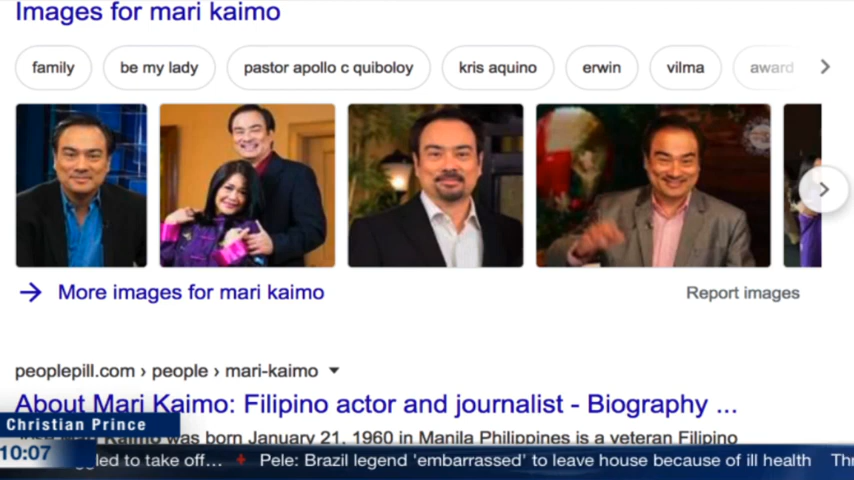 Images for mari kaimo
family
be my lady
pastor apollo c quiboloy
kris aquino
erwin
vilma
award
More images for mari kaimo
Report images
peoplepill.com › people › mari-kaimo
About Mari Kaimo: Filipino actor and journalist - Biography ...
Kaimo was born January 21, 1960 in Manila Philippines is a veteran Filipino
Christian Prince
10:07
led to take off... + Pele: Brazil legend 'embarrassed' to leave house because of ill health